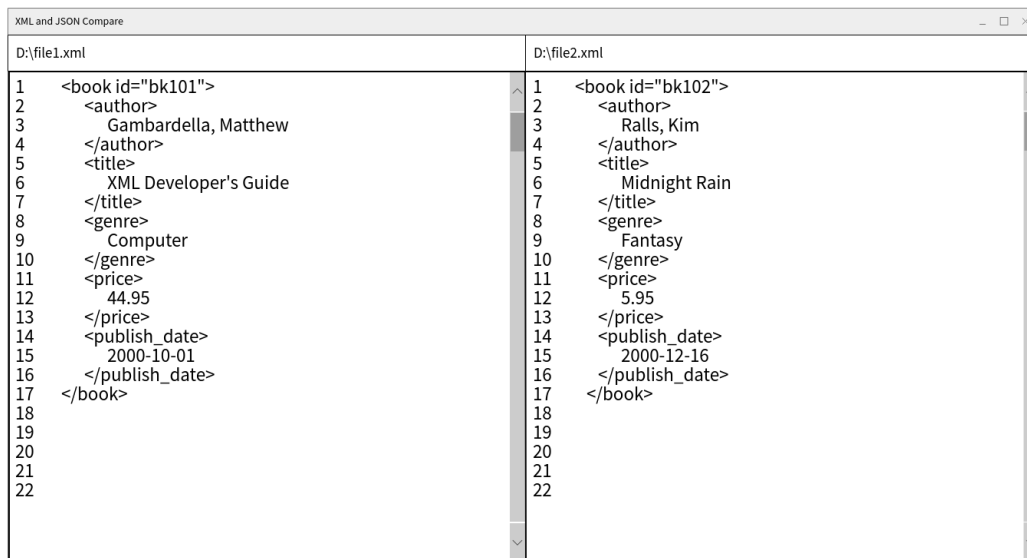 XML and JSON Compare
D:\file1.xml
1 <book id="bk101">
2 <author>
3 Gambardella, Matthew
4 </author>
5 <title>
6 XML Developer's Guide
7 </title>
8 <genre>
9 Computer
10 </genre>
11 <price>
12 44.95
13 </price>
14 <publish_date>
15 2000-10-01
16 </publish_date>
17 </book>
18
19
20
21
22
D:\file2.xml
1 <book id="bk102">
2 <author>
3 Ralls, Kim
4 </author>
5 <title>
6 Midnight Rain
7 </title>
8 <genre>
9 Fantasy
10 </genre>
11 <price>
12 5.95
13 </price>
14 <publish_date>
15 2000-12-16
16 </publish_date>
17 </book>
18
19
20
21
22